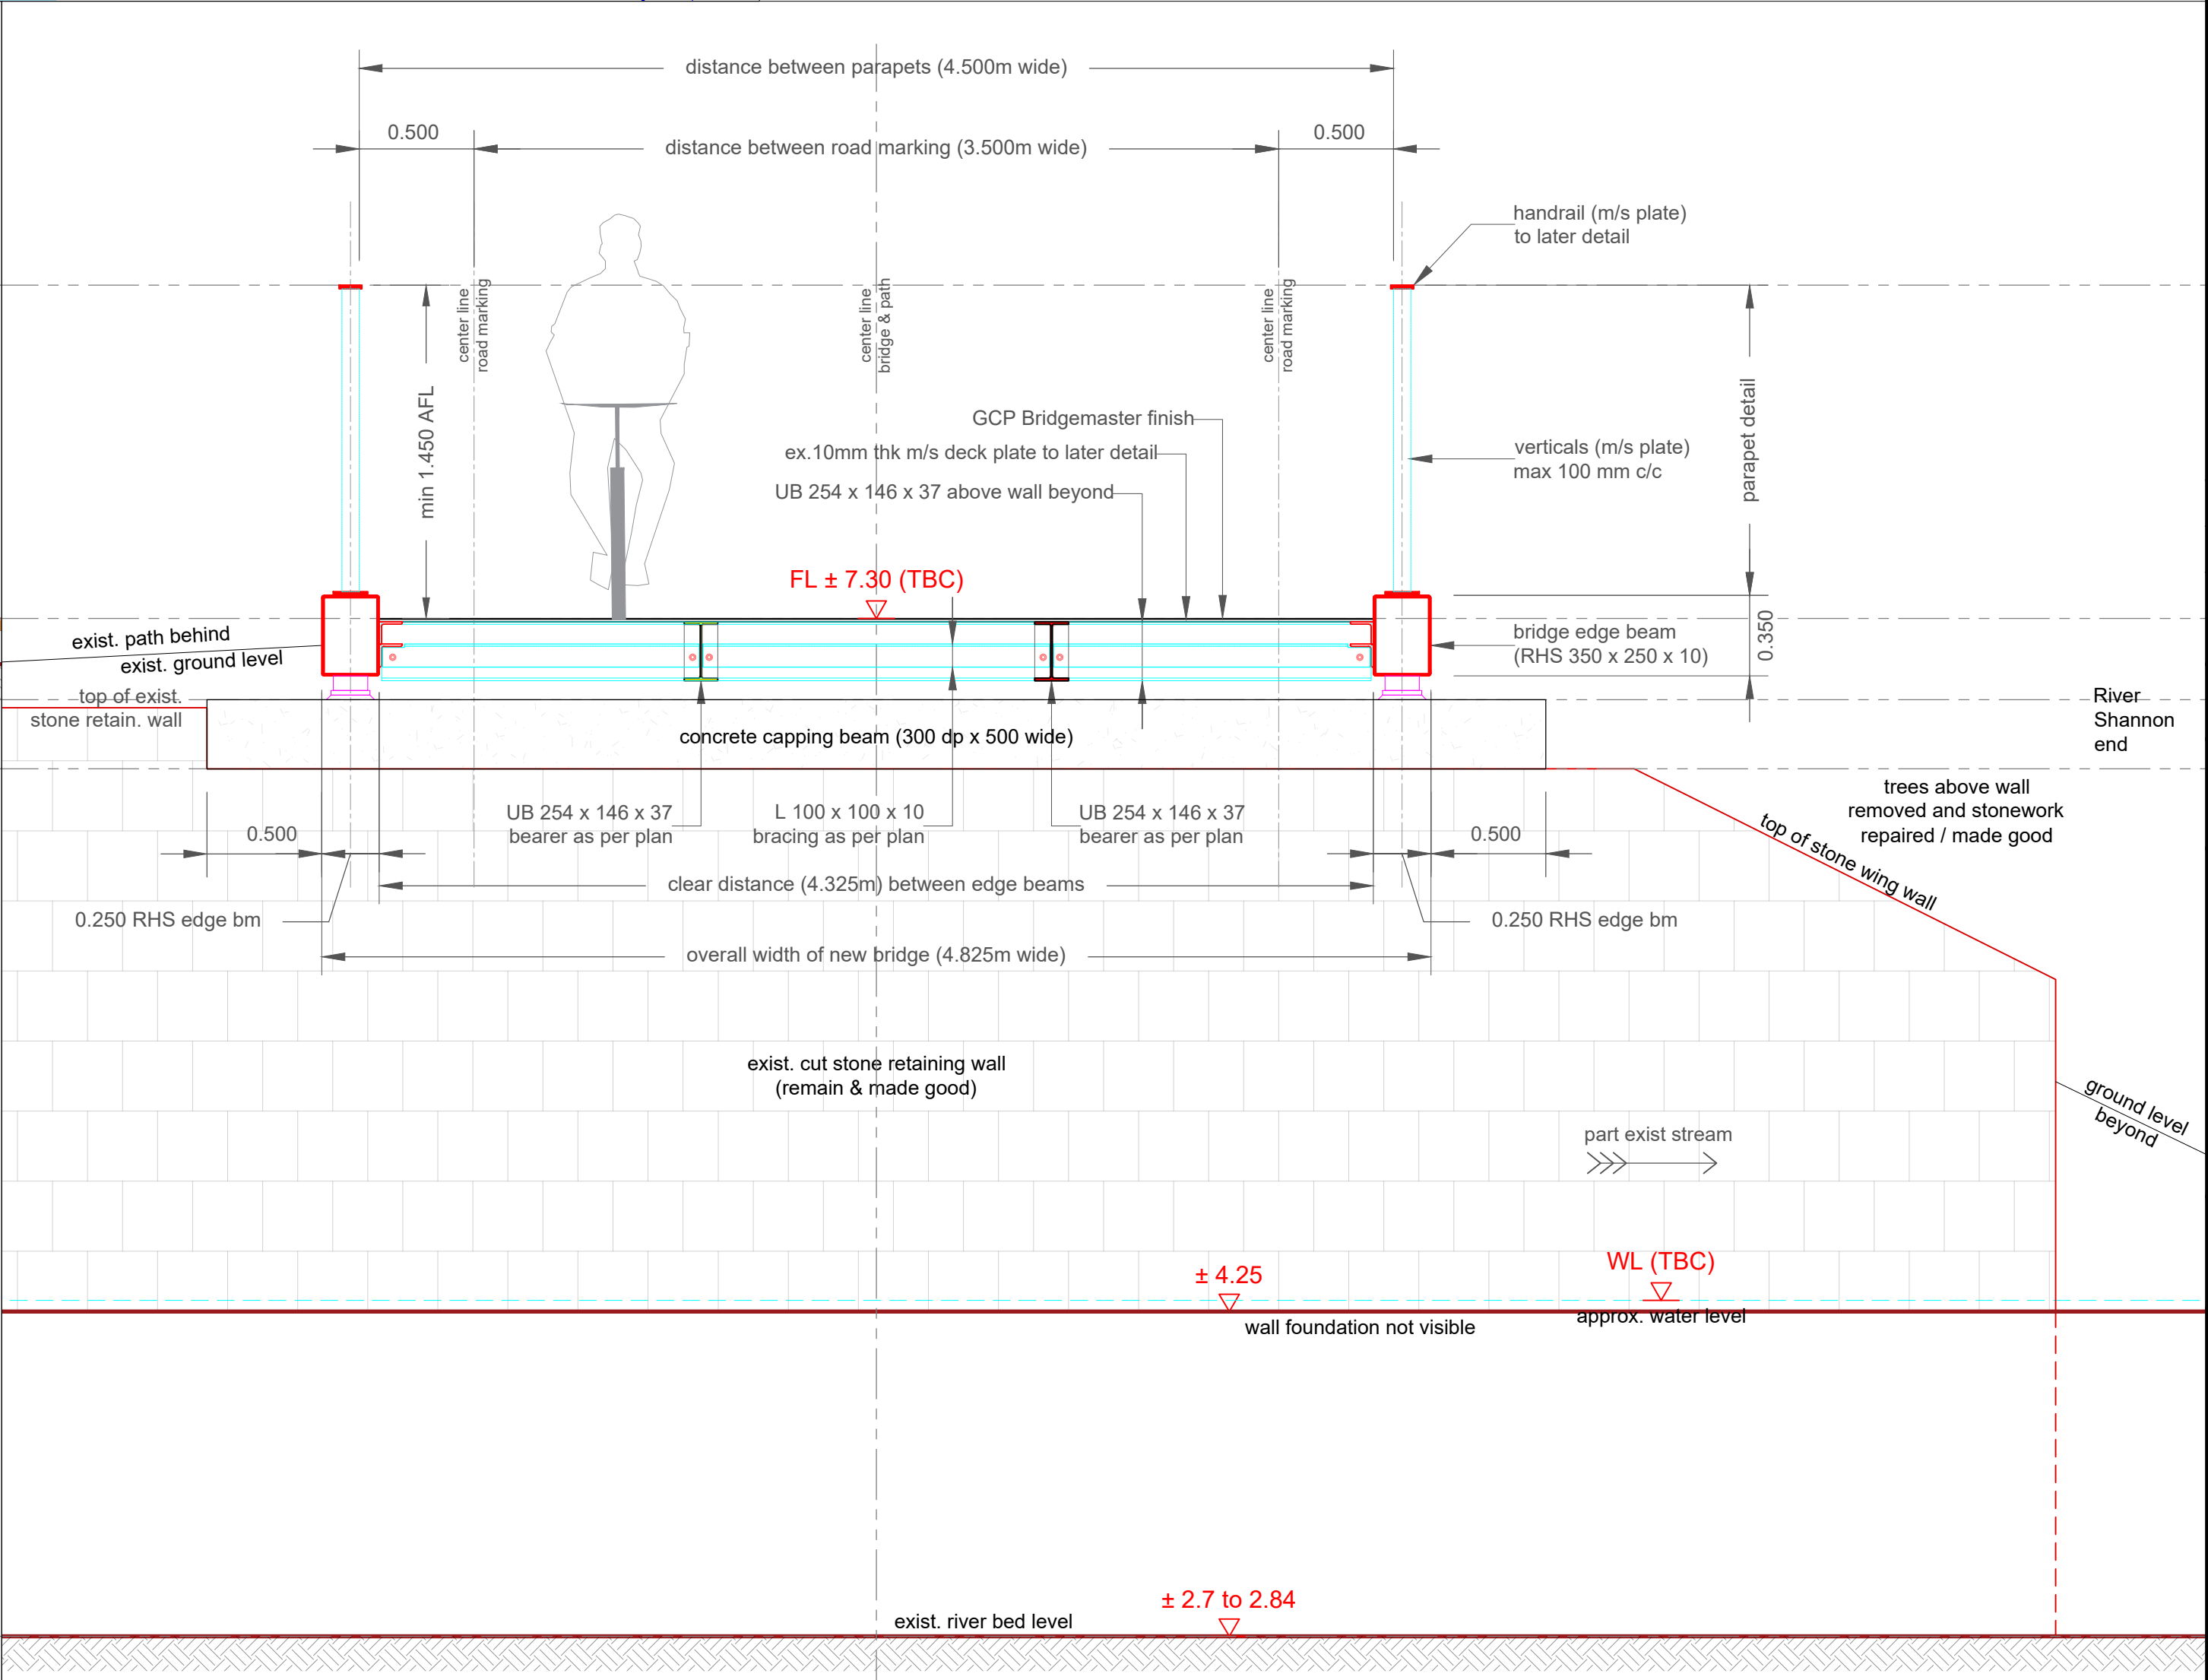 distance between parapets (4.500m wide)
0.500
distance between road marking (3.500m wide)
0.500
handrail (m/s plate)
to later detail
center line
road marking
center line
bridge & path
center line
road marking
min 1.450 AFL
GCP Bridgemaster finish
ex.10mm thk m/s deck plate to later detail
UB 254 x 146 x 37 above wall beyond
verticals (m/s plate)
max 100 mm c/c
parapet detail
FL ± 7.30 (TBC)
exist. path behind
exist. ground level
bridge edge beam
(RHS 350 x 250 x 10)
0.350
top of exist.
stone retain. wall
River
Shannon
end
concrete capping beam (300 dp x 500 wide)
trees above wall
removed and stonework
repaired / made good
UB 254 x 146 x 37
bearer as per plan
L 100 x 100 x 10
bracing as per plan
UB 254 x 146 x 37
bearer as per plan
0.500
0.500
top of stone wing wall
clear distance (4.325m) between edge beams
0.250 RHS edge bm
0.250 RHS edge bm
overall width of new bridge (4.825m wide)
exist. cut stone retaining wall
(remain & made good)
ground level
beyond
part exist stream
± 4.25
WL (TBC)
approx. water level
wall foundation not visible
± 2.7 to 2.84
exist. river bed level